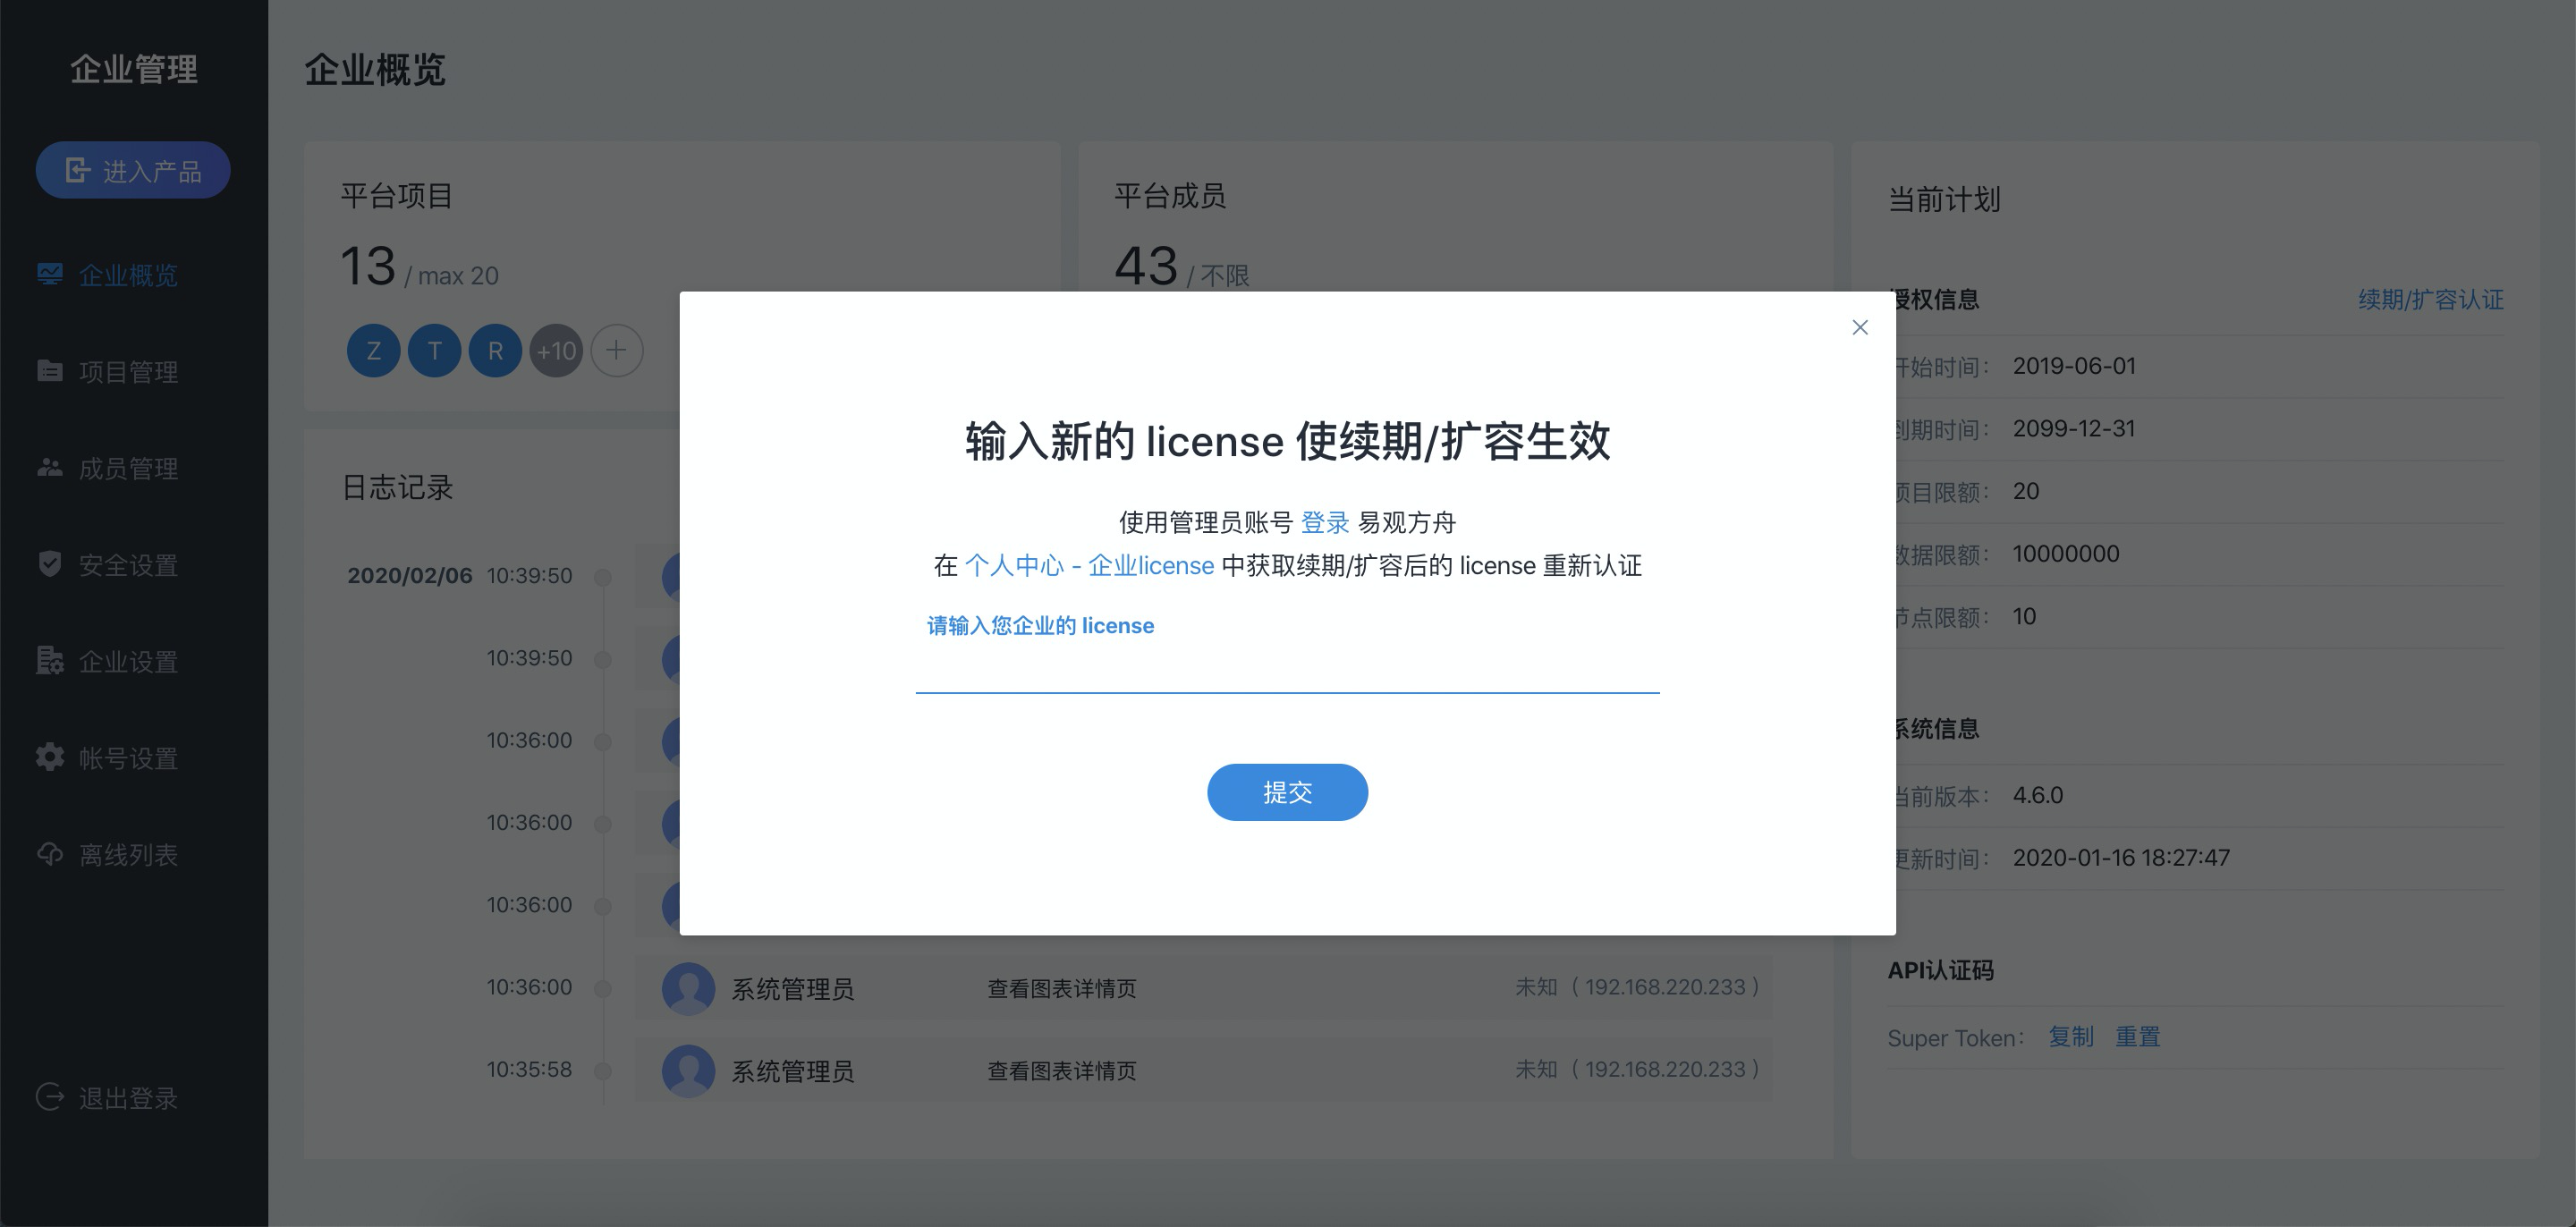 企业管理
进入产品
企业概览
项目管理
成员管理
安全设置
企业设置
帐号设置
离线列表
退出登录
企业概览
平台项目
13 / max 20
Z T R +10
平台成员
43 / 不限
日志记录
2020/02/06 10:39:50
10:39:50
10:36:00
10:36:00
10:36:00
10:36:00 系统管理员 查看图表详情页 未知 ( 192.168.220.233 )
10:35:58 系统管理员 查看图表详情页 未知 ( 192.168.220.233 )
输入新的 license 使续期/扩容生效
使用管理员账号 登录 易观方舟
在 个人中心 - 企业license 中获取续期/扩容后的 license 重新认证
请输入您企业的 license
提交
当前计划
授权信息 续期/扩容认证
开始时间： 2019-06-01
到期时间： 2099-12-31
项目限额： 20
数据限额： 10000000
节点限额： 10
系统信息
当前版本： 4.6.0
更新时间： 2020-01-16 18:27:47
API认证码
Super Token： 复制 重置